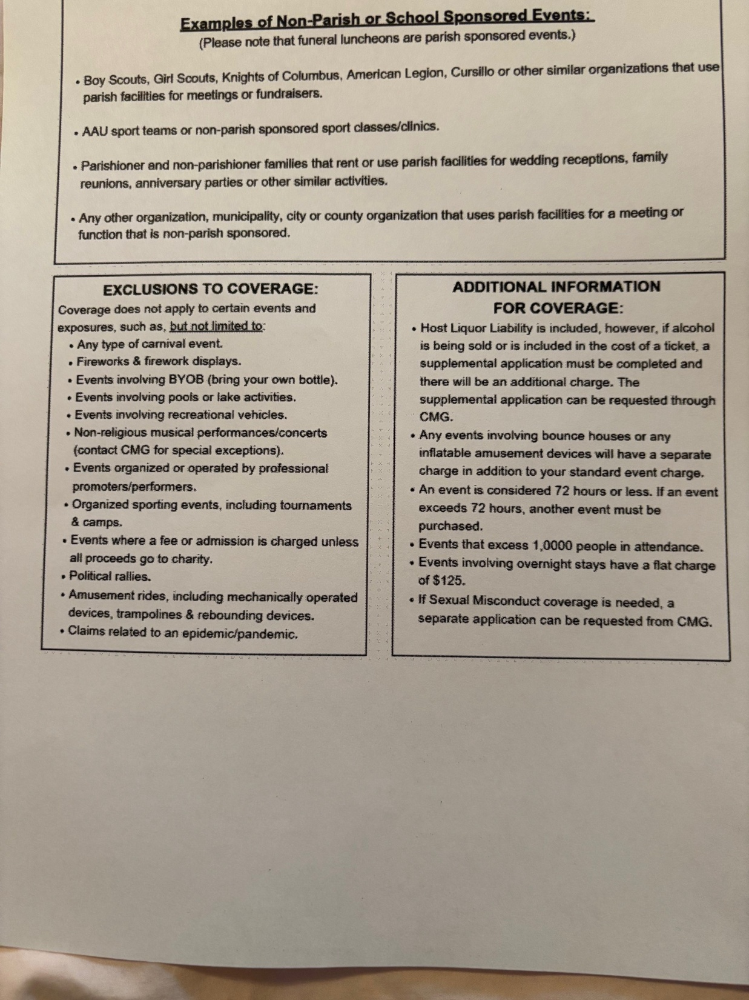 Examples of Non-Parish or School Sponsored Events:
(Please note that funeral luncheons are parish sponsored events.)
• Boy Scouts, Girl Scouts, Knights of Columbus, American Legion, Cursillo or other similar organizations that use
parish facilities for meetings or fundraisers.
• AAU sport teams or non-parish sponsored sport classes/clinics.
• Parishioner and non-parishioner families that rent or use parish facilities for wedding receptions, family
reunions, anniversary parties or other similar activities.
• Any other organization, municipality, city or county organization that uses parish facilities for a meeting or
function that is non-parish sponsored.
EXCLUSIONS TO COVERAGE:
Coverage does not apply to certain events and
exposures, such as, but not limited to:
• Any type of carnival event.
• Fireworks & firework displays.
• Events involving BYOB (bring your own bottle).
• Events involving pools or lake activities.
• Events involving recreational vehicles.
• Non-religious musical performances/concerts
(contact CMG for special exceptions).
• Events organized or operated by professional
promoters/performers.
• Organized sporting events, including tournaments
& camps.
• Events where a fee or admission is charged unless
all proceeds go to charity.
• Political rallies.
• Amusement rides, including mechanically operated
devices, trampolines & rebounding devices.
• Claims related to an epidemic/pandemic.
ADDITIONAL INFORMATION
FOR COVERAGE:
• Host Liquor Liability is included, however, if alcohol
is being sold or is included in the cost of a ticket, a
supplemental application must be completed and
there will be an additional charge. The
supplemental application can be requested through
CMG.
• Any events involving bounce houses or any
inflatable amusement devices will have a separate
charge in addition to your standard event charge.
• An event is considered 72 hours or less. If an event
exceeds 72 hours, another event must be
purchased.
• Events that excess 1,0000 people in attendance.
• Events involving overnight stays have a flat charge
of $125.
• If Sexual Misconduct coverage is needed, a
separate application can be requested from CMG.